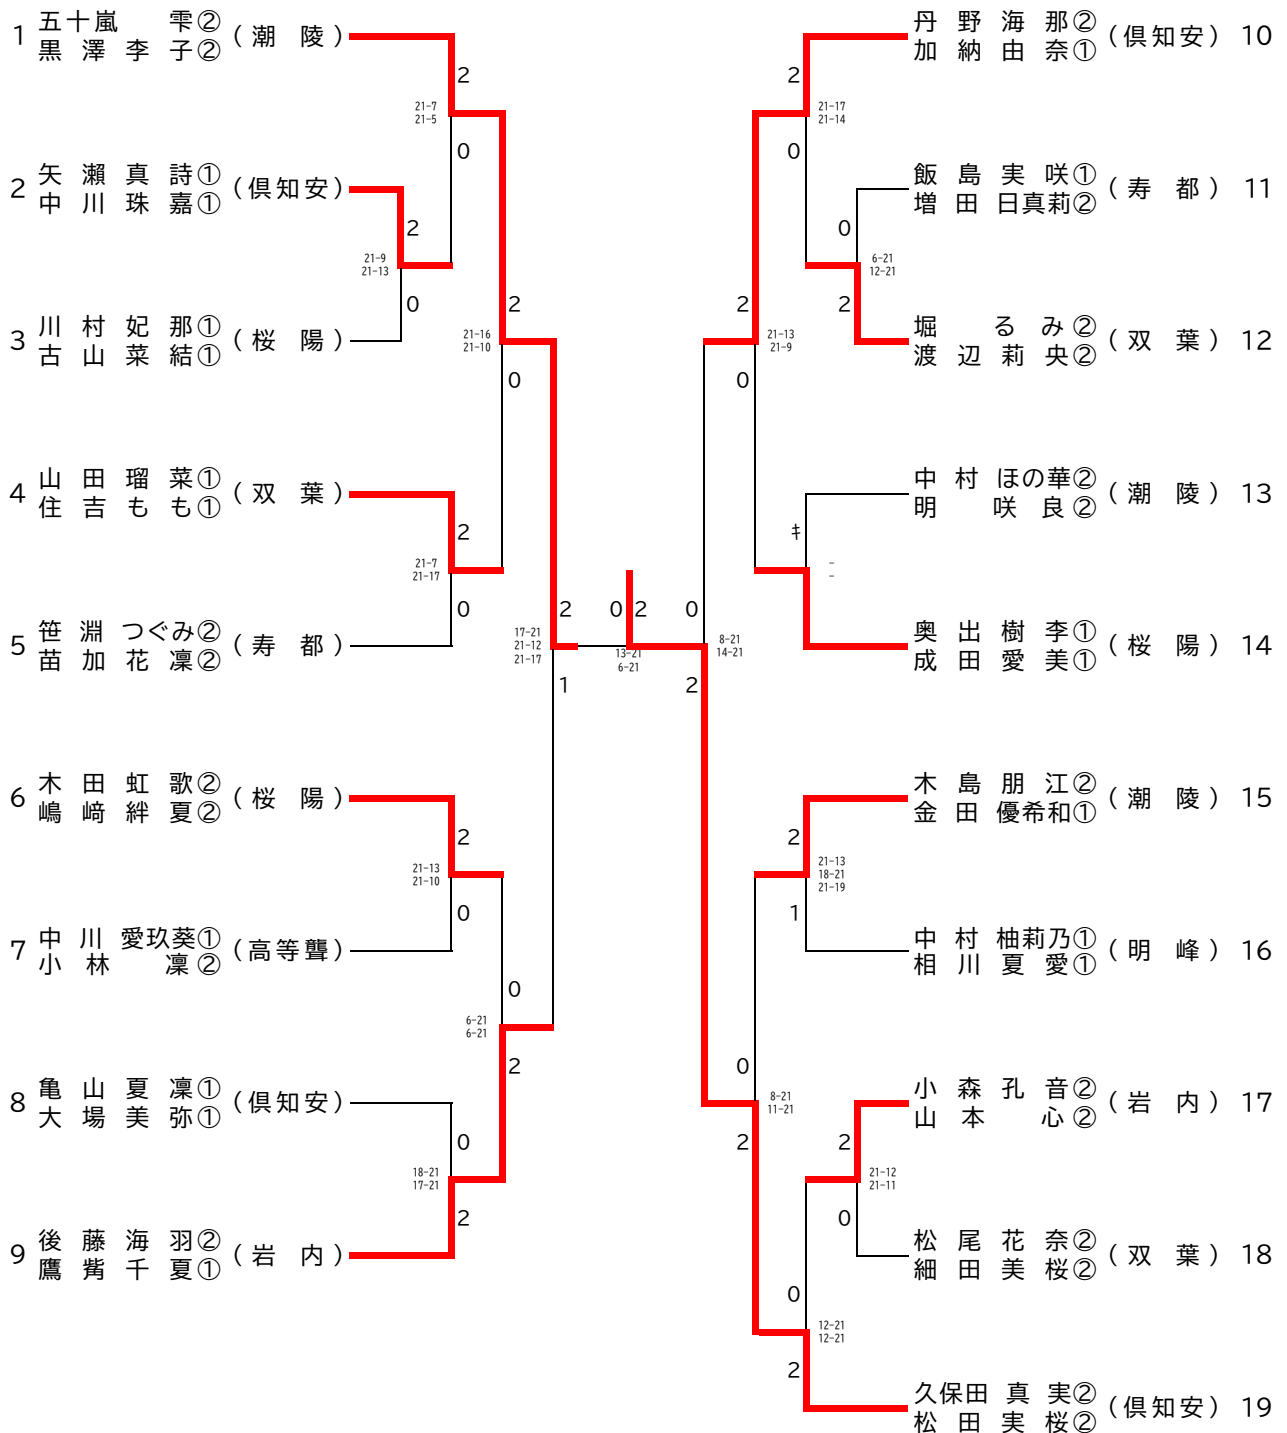 1 五十嵐 雫② （潮 陵）
黒 澤 李 子②
2
21-7
21-5
0
2 矢 瀬 真 詩① （倶知安）
中 川 珠 嘉①
2
21-9
21-13
0
3 川 村 妃 那① （桜 陽）
古 山 菜 結①
2
21-16
21-10
0
4 山 田 瑠 菜① （双 葉）
住 吉 も も①
2
21-7
21-17
0
5 笹 淵 つぐみ② （寿 都）
苗 加 花 凜②
2
17-21
21-12
21-17
1
6 木 田 虹 歌② （桜 陽）
嶋 﨑 絆 夏②
2
21-13
21-10
0
7 中 川 愛玖葵① （高等聾）
小 林 凜②
0
6-21
6-21
2
8 亀 山 夏 凜① （倶知安）
大 場 美 弥①
0
18-21
17-21
2
9 後 藤 海 羽② （岩 内）
鷹 觜 千 夏①
0 2
13-21
6-21
丹 野 海 那② （倶知安） 10
加 納 由 奈①
2
21-17
21-14
0
飯 島 実 咲① （寿 都） 11
増 田 日真莉②
0
6-21
12-21
2
堀 る み② （双 葉） 12
渡 辺 莉 央②
2
21-13
21-9
0
中 村 ほの華② （潮 陵） 13
明 咲 良②
ｷ
-
-
奥 出 樹 李① （桜 陽） 14
成 田 愛 美①
0
8-21
14-21
2
木 島 朋 江② （潮 陵） 15
金 田 優希和①
2
21-13
18-21
21-19
1
中 村 柚莉乃① （明 峰） 16
相 川 夏 愛①
0
8-21
11-21
2
小 森 孔 音② （岩 内） 17
山 本 心②
2
21-12
21-11
0
松 尾 花 奈② （双 葉） 18
細 田 美 桜②
0
12-21
12-21
2
久保田 真 実② （倶知安） 19
松 田 実 桜②